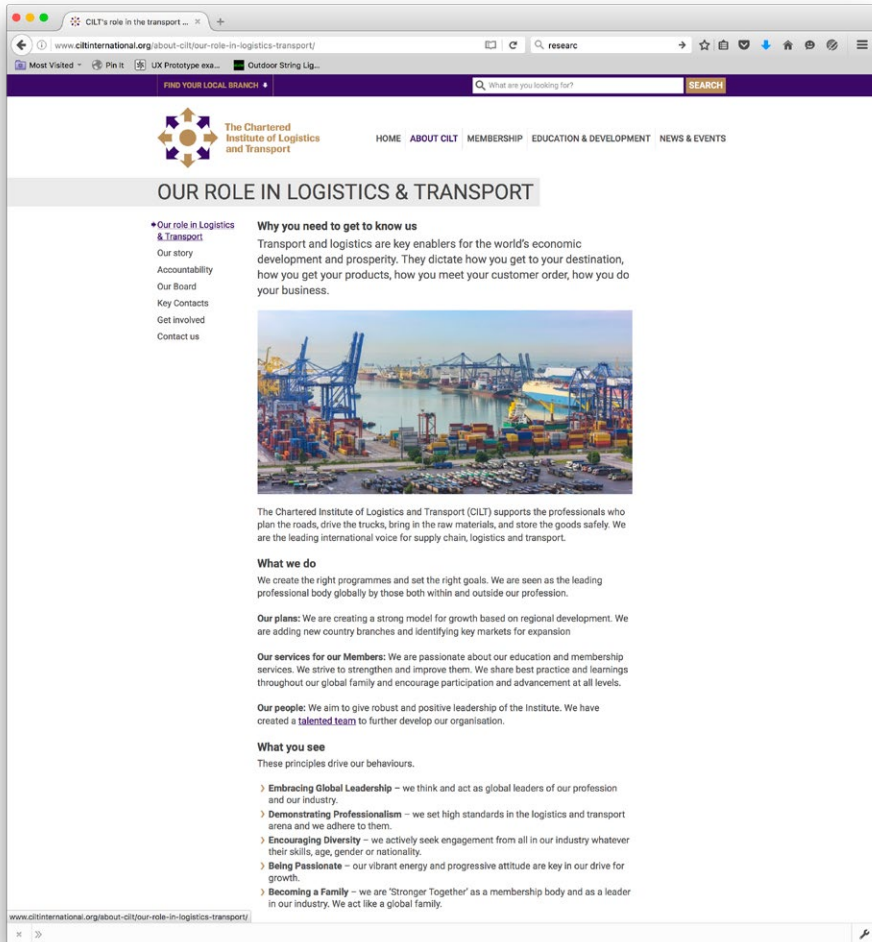 CILT's role in the transport ...
www.ciltinternational.org/about-cilt/our-role-in-logistics-transport/
researc
Most Visited
Pin It
UX Prototype exa...
Outdoor String Lig...
FIND YOUR LOCAL BRANCH
What are you looking for?
SEARCH
The Chartered
Institute of Logistics
and Transport
HOME ABOUT CILT MEMBERSHIP EDUCATION & DEVELOPMENT NEWS & EVENTS
OUR ROLE IN LOGISTICS & TRANSPORT
Our role in Logistics
& Transport
Our story
Accountability
Our Board
Key Contacts
Get involved
Contact us
Why you need to get to know us
Transport and logistics are key enablers for the world's economic
development and prosperity. They dictate how you get to your destination,
how you get your products, how you meet your customer order, how you do
your business.
The Chartered Institute of Logistics and Transport (CILT) supports the professionals who
plan the roads, drive the trucks, bring in the raw materials, and store the goods safely. We
are the leading international voice for supply chain, logistics and transport.
What we do
We create the right programmes and set the right goals. We are seen as the leading
professional body globally by those both within and outside our profession.
Our plans: We are creating a strong model for growth based on regional development. We
are adding new country branches and identifying key markets for expansion
Our services for our Members: We are passionate about our education and membership
services. We strive to strengthen and improve them. We share best practice and learnings
throughout our global family and encourage participation and advancement at all levels.
Our people: We aim to give robust and positive leadership of the Institute. We have
created a talented team to further develop our organisation.
What you see
These principles drive our behaviours.
Embracing Global Leadership – we think and act as global leaders of our profession
and our industry.
Demonstrating Professionalism – we set high standards in the logistics and transport
arena and we adhere to them.
Encouraging Diversity – we actively seek engagement from all in our industry whatever
their skills, age, gender or nationality.
Being Passionate – our vibrant energy and progressive attitude are key in our drive for
growth.
Becoming a Family – we are 'Stronger Together' as a membership body and as a leader
in our industry. We act like a global family.
www.ciltinternational.org/about-cilt/our-role-in-logistics-transport/